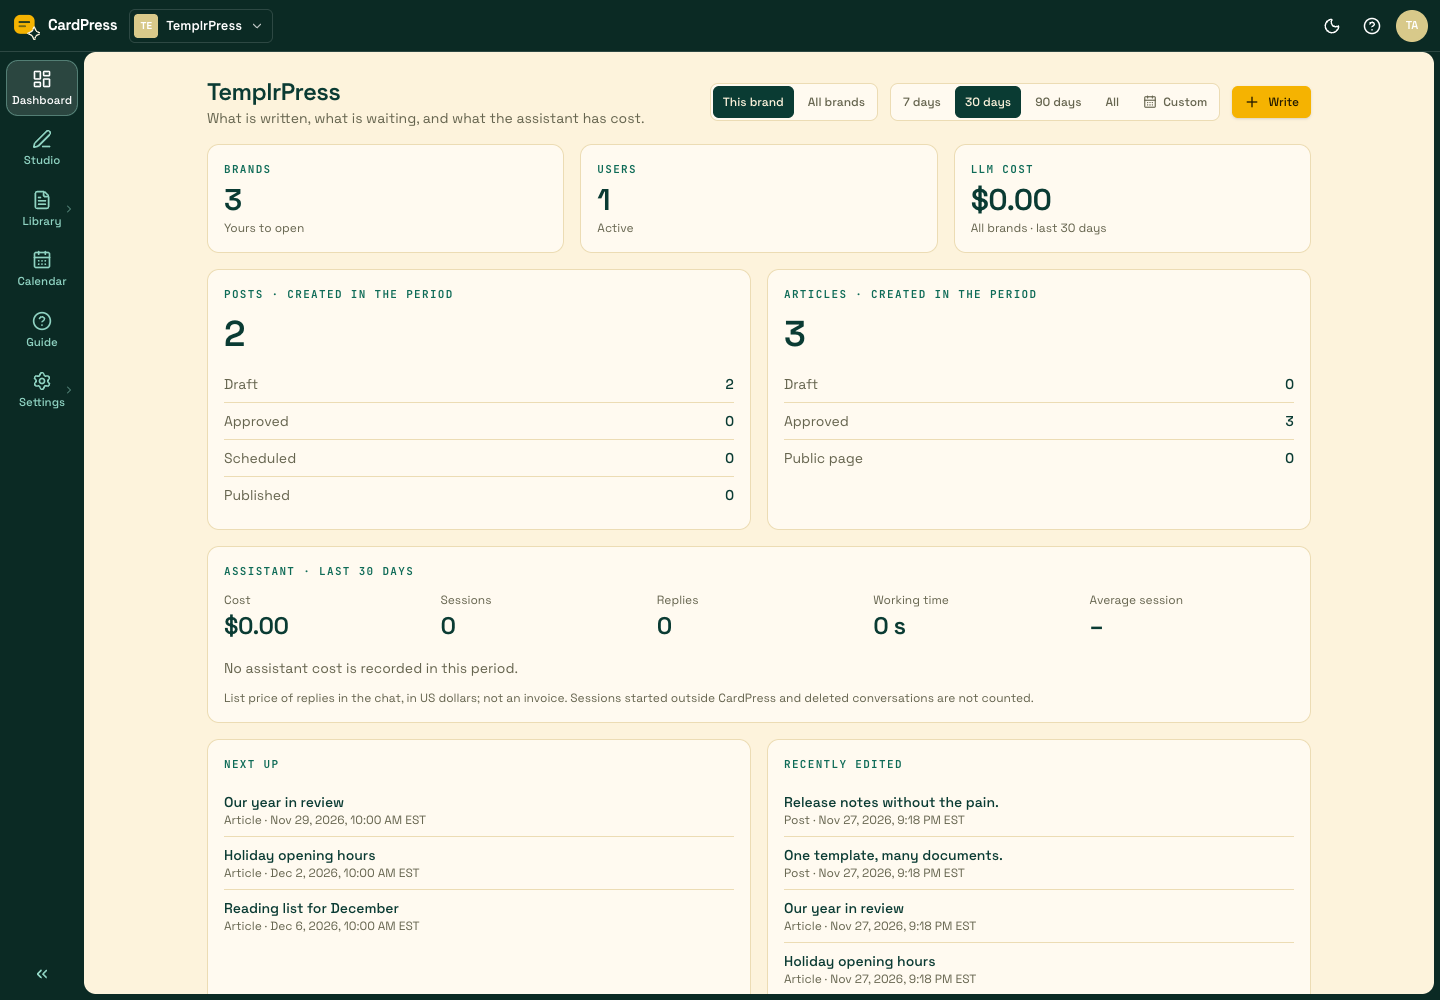 CardPress
TE
TemplrPress
TA
Dashboard
Studio
Library
Calendar
Guide
Settings
TemplrPress
What is written, what is waiting, and what the assistant has cost.
This brand
All brands
7 days
30 days
90 days
All
Custom
Write
BRANDS
3
Yours to open
USERS
1
Active
LLM COST
$0.00
All brands · last 30 days
POSTS · CREATED IN THE PERIOD
2
Draft 2
Approved 0
Scheduled 0
Published 0
ARTICLES · CREATED IN THE PERIOD
3
Draft 0
Approved 3
Public page 0
ASSISTANT · LAST 30 DAYS
Cost
$0.00
Sessions
0
Replies
0
Working time
0 s
Average session
–
No assistant cost is recorded in this period.
List price of replies in the chat, in US dollars; not an invoice. Sessions started outside CardPress and deleted conversations are not counted.
NEXT UP
Our year in review
Article · Nov 29, 2026, 10:00 AM EST
Holiday opening hours
Article · Dec 2, 2026, 10:00 AM EST
Reading list for December
Article · Dec 6, 2026, 10:00 AM EST
RECENTLY EDITED
Release notes without the pain.
Post · Nov 27, 2026, 9:18 PM EST
One template, many documents.
Post · Nov 27, 2026, 9:18 PM EST
Our year in review
Article · Nov 27, 2026, 9:18 PM EST
Holiday opening hours
Article · Nov 27, 2026, 9:18 PM EST